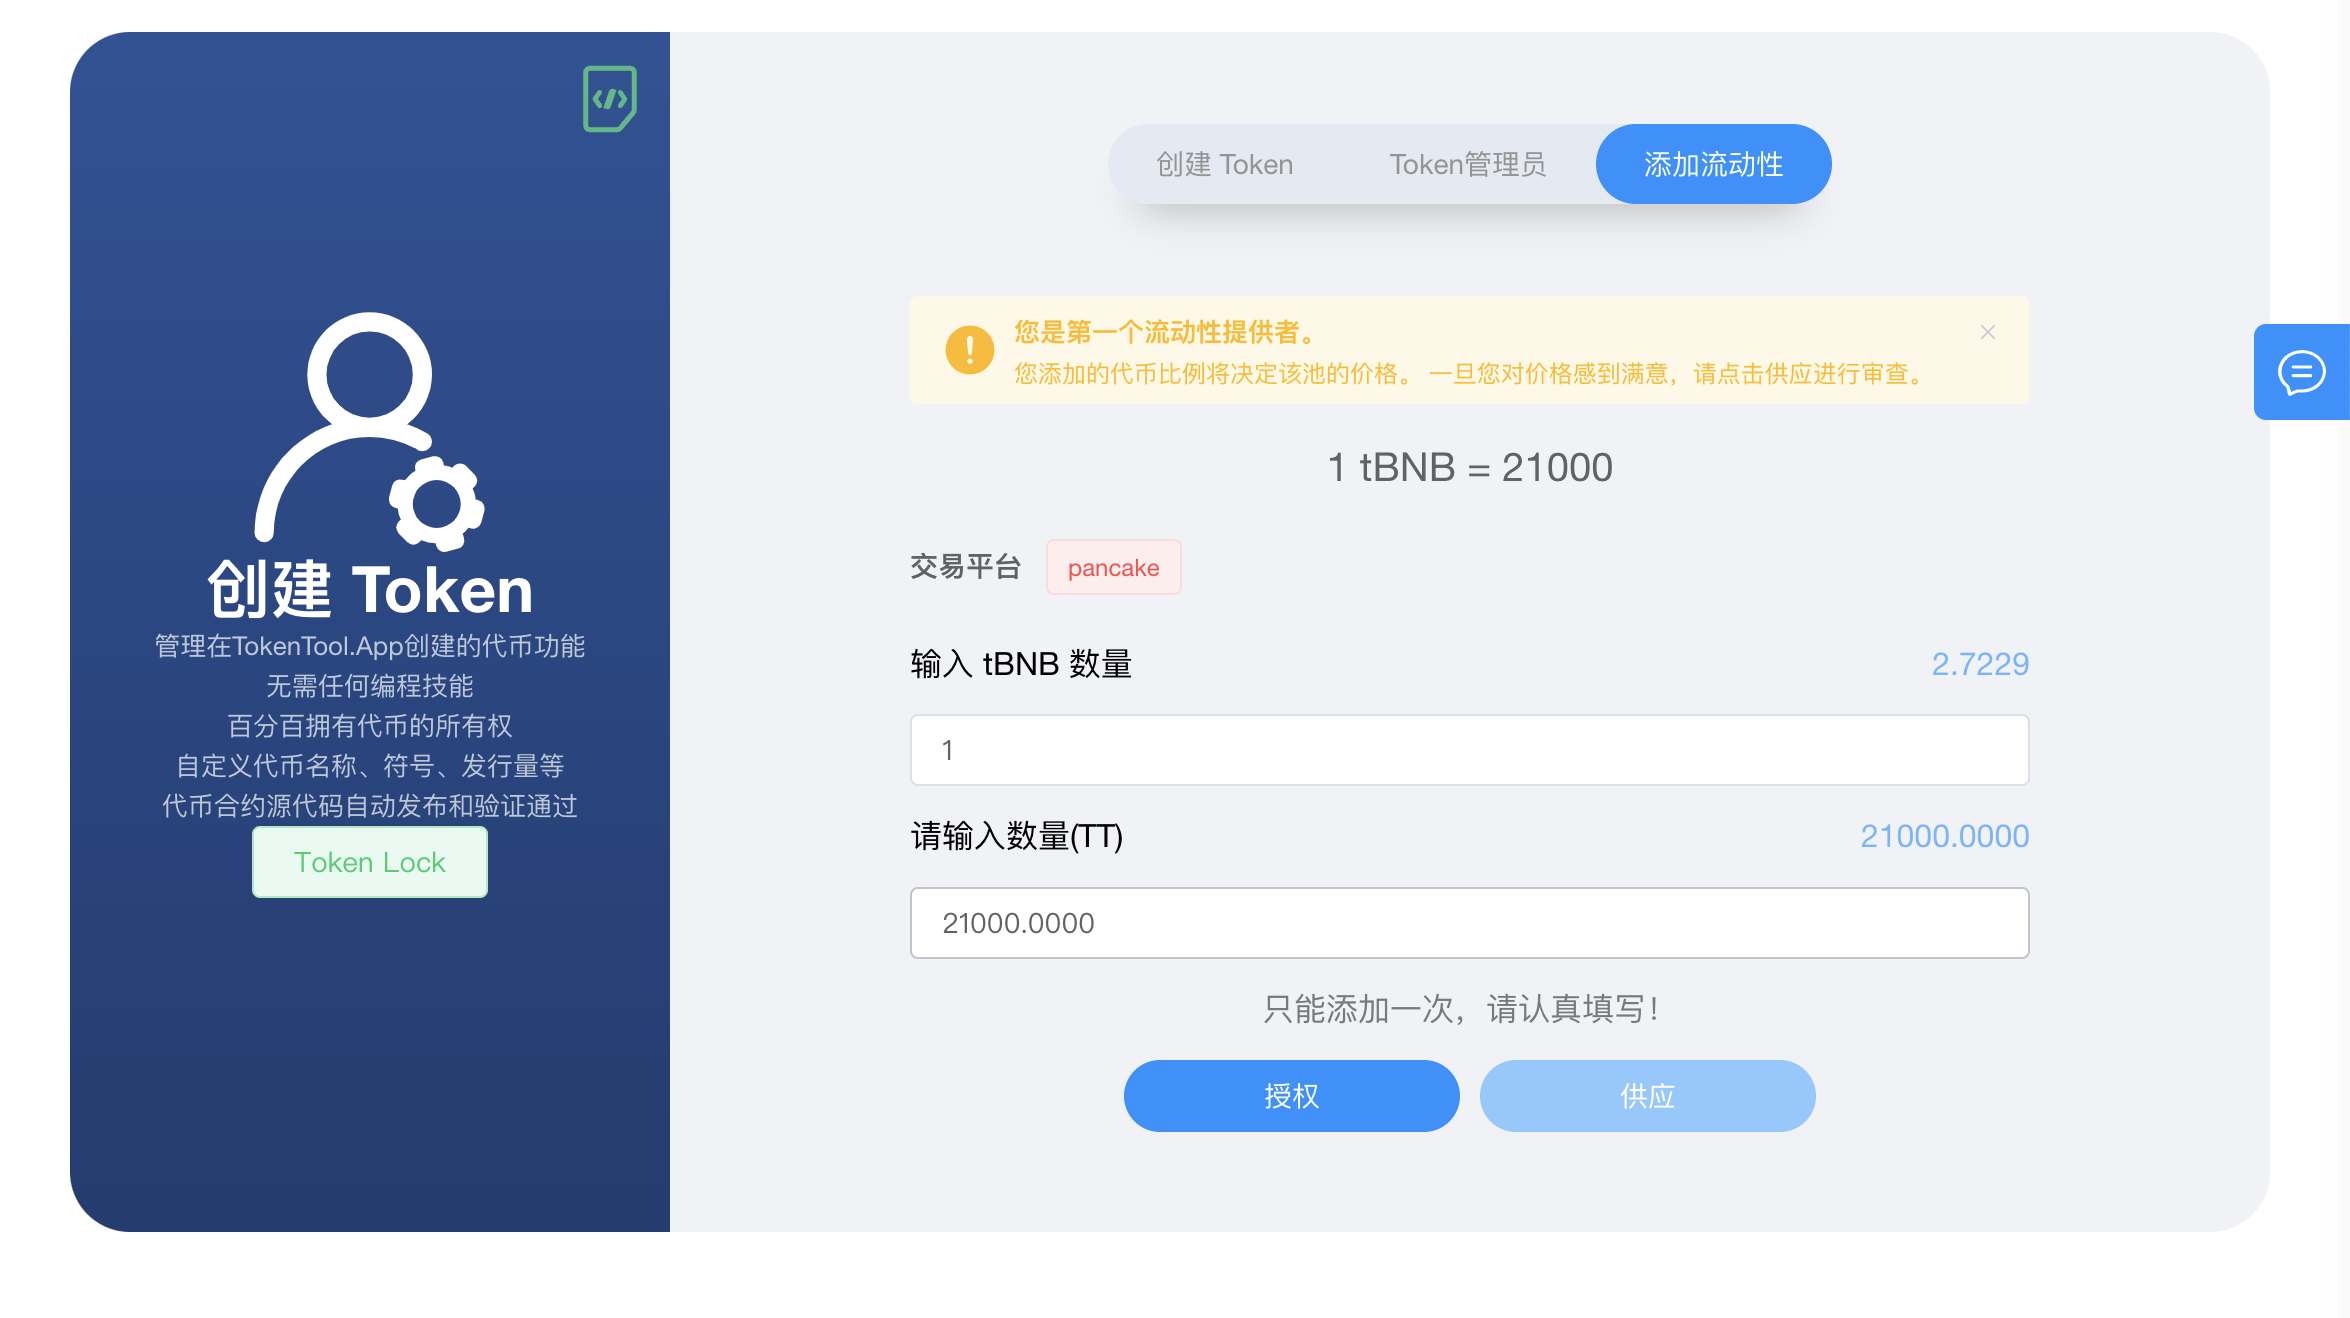 创建 Token
管理在TokenTool.App创建的代币功能
无需任何编程技能
百分百拥有代币的所有权
自定义代币名称、符号、发行量等
代币合约源代码自动发布和验证通过
Token Lock
创建 Token
Token管理员
添加流动性
您是第一个流动性提供者。
您添加的代币比例将决定该池的价格。 一旦您对价格感到满意，请点击供应进行审查。
1 tBNB = 21000
交易平台 pancake
输入 tBNB 数量 2.7229
1
请输入数量(TT) 21000.0000
21000.0000
只能添加一次，请认真填写！
授权
供应